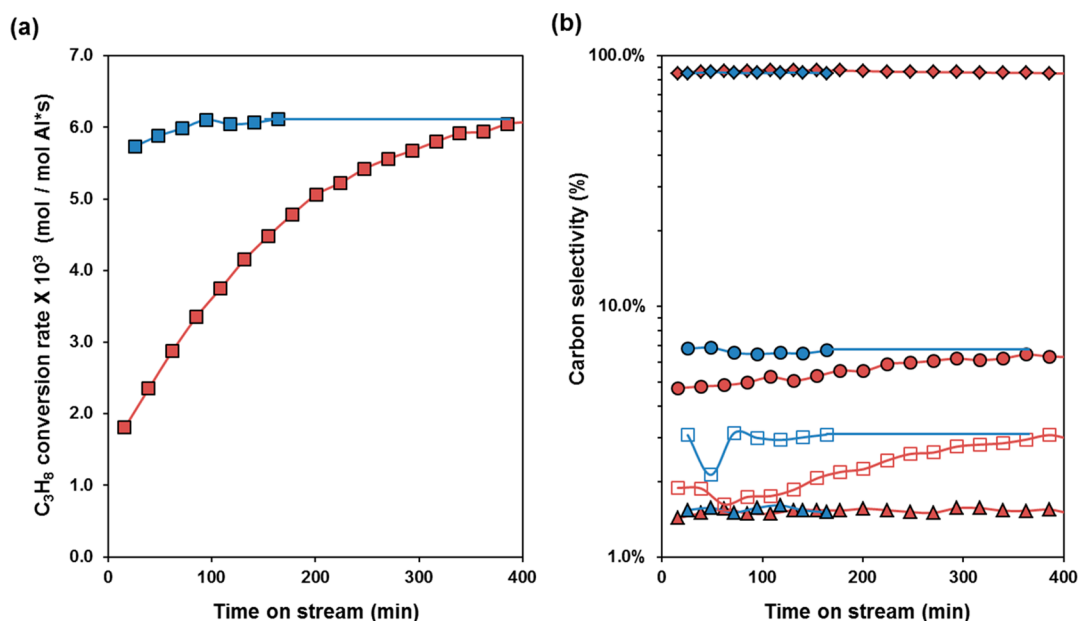 (a)
C₃H₈ conversion rate X 10³ (mol / mol Al*s)
7.0
6.0
5.0
4.0
3.0
2.0
1.0
0.0
0 100 200 300 400
Time on stream (min)
(b)
Carbon selectivity (%)
100.0%
10.0%
1.0%
0 100 200 300 400
Time on stream (min)